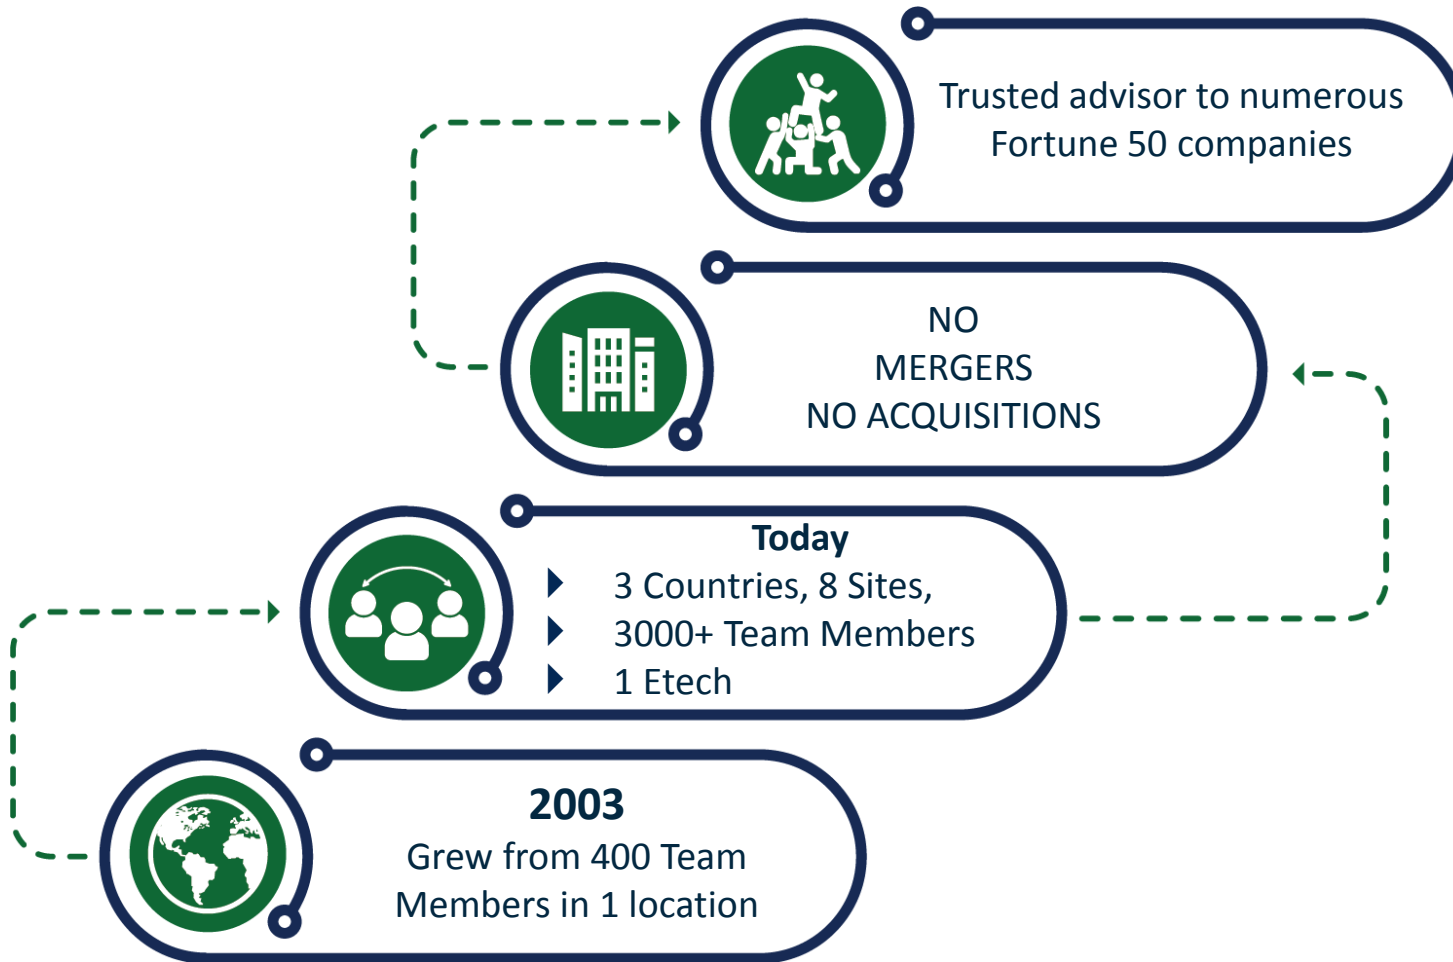 Trusted advisor to numerous
Fortune 50 companies
NO
MERGERS
NO ACQUISITIONS
Today
3 Countries, 8 Sites,
3000+ Team Members
1 Etech
2003
Grew from 400 Team
Members in 1 location